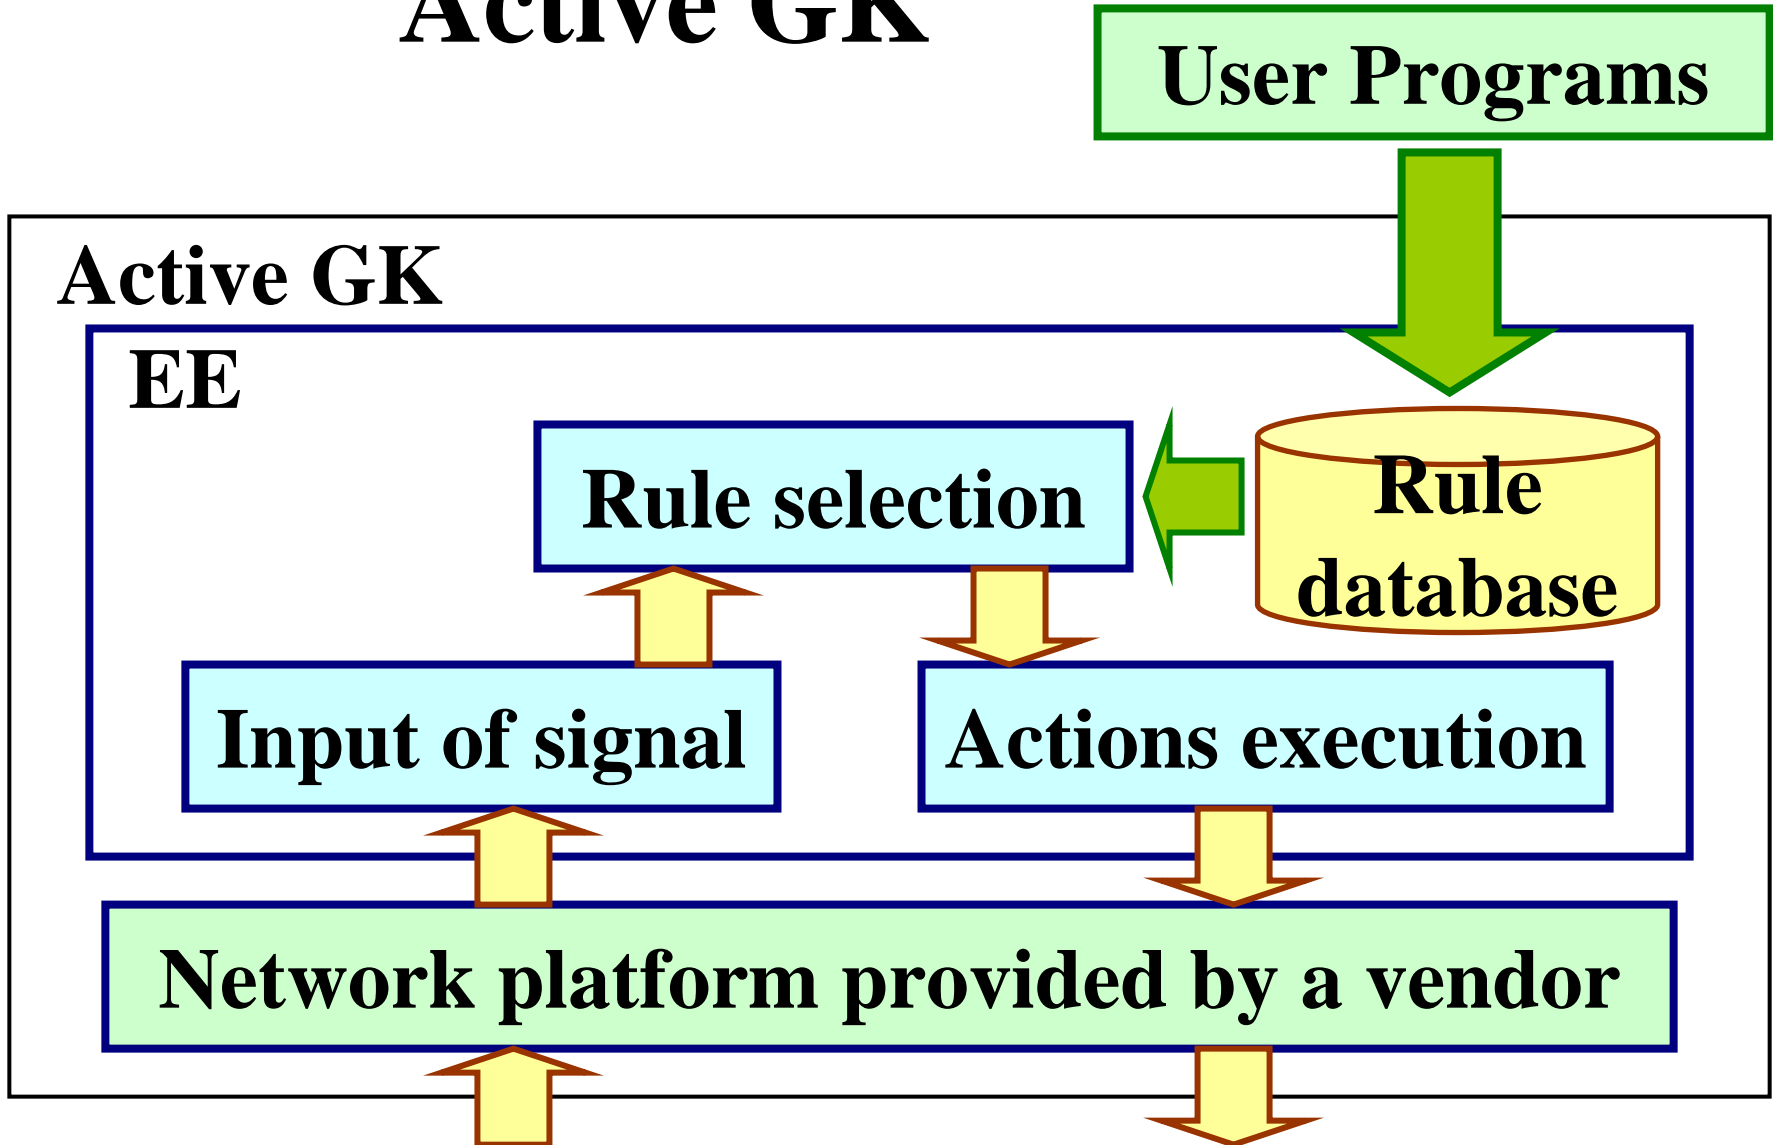 Active GK
User Programs
Active GK
EE
Rule selection
Rule
database
Input of signal
Actions execution
Network platform provided by a vendor